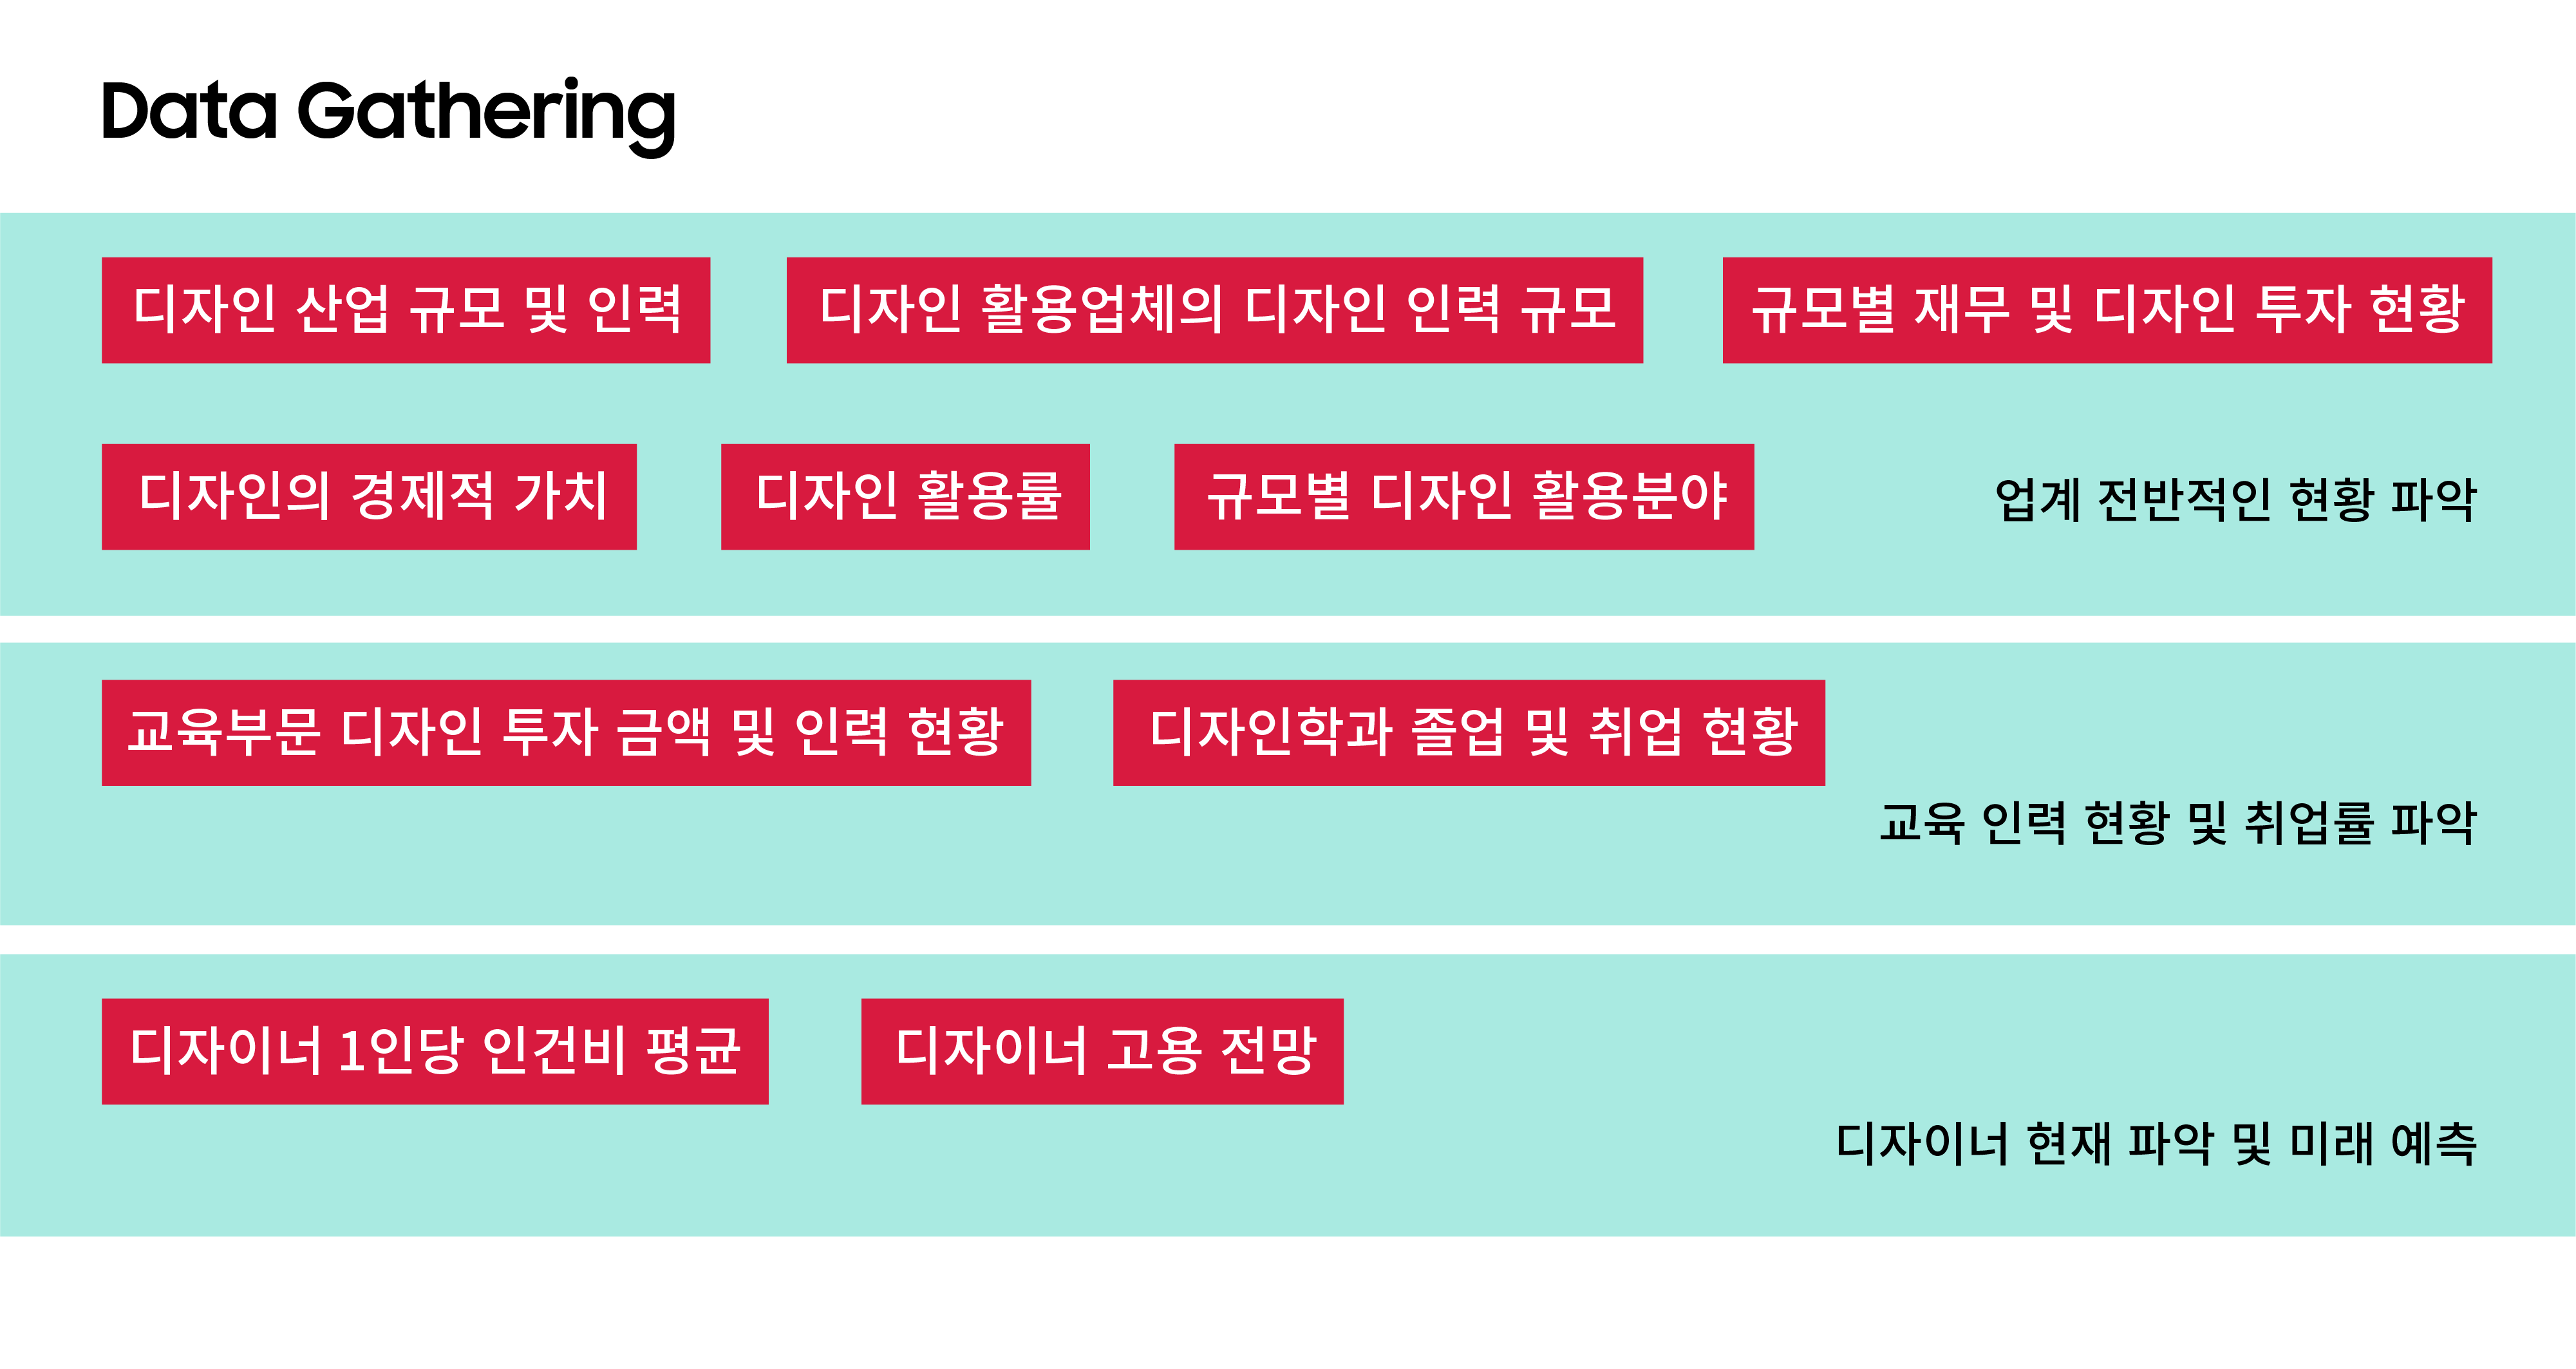 Data Gathering
디자인 산업 규모 및 인력
디자인 활용업체의 디자인 인력 규모
규모별 재무 및 디자인 투자 현황
디자인의 경제적 가치
디자인 활용률
규모별 디자인 활용분야
업계 전반적인 현황 파악
교육부문 디자인 투자 금액 및 인력 현황
디자인학과 졸업 및 취업 현황
교육 인력 현황 및 취업률 파악
디자이너 1인당 인건비 평균
디자이너 고용 전망
디자이너 현재 파악 및 미래 예측